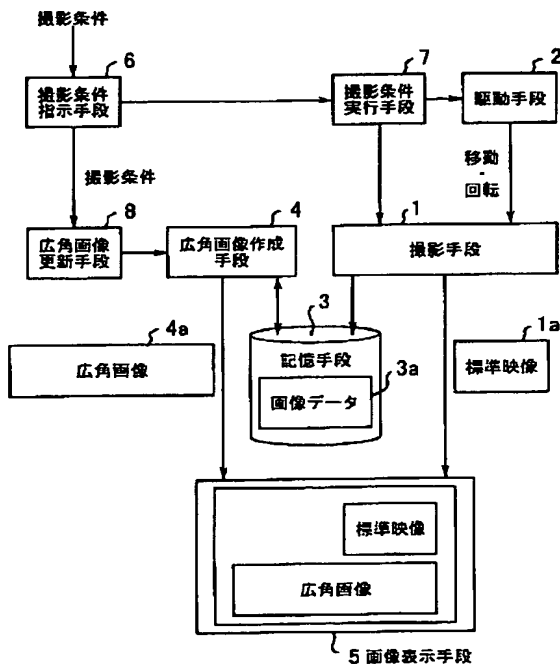 撮影条件
6
撮影条件
指示手段
7
撮影条件
実行手段
2
駆動手段
撮影条件
移動
・
回転
8
広角画像
更新手段
4
広角画像作成
手段
1
撮影手段
4a
広角画像
3
記憶手段
3a
画像データ
1a
標準映像
標準映像
広角画像
5 画像表示手段